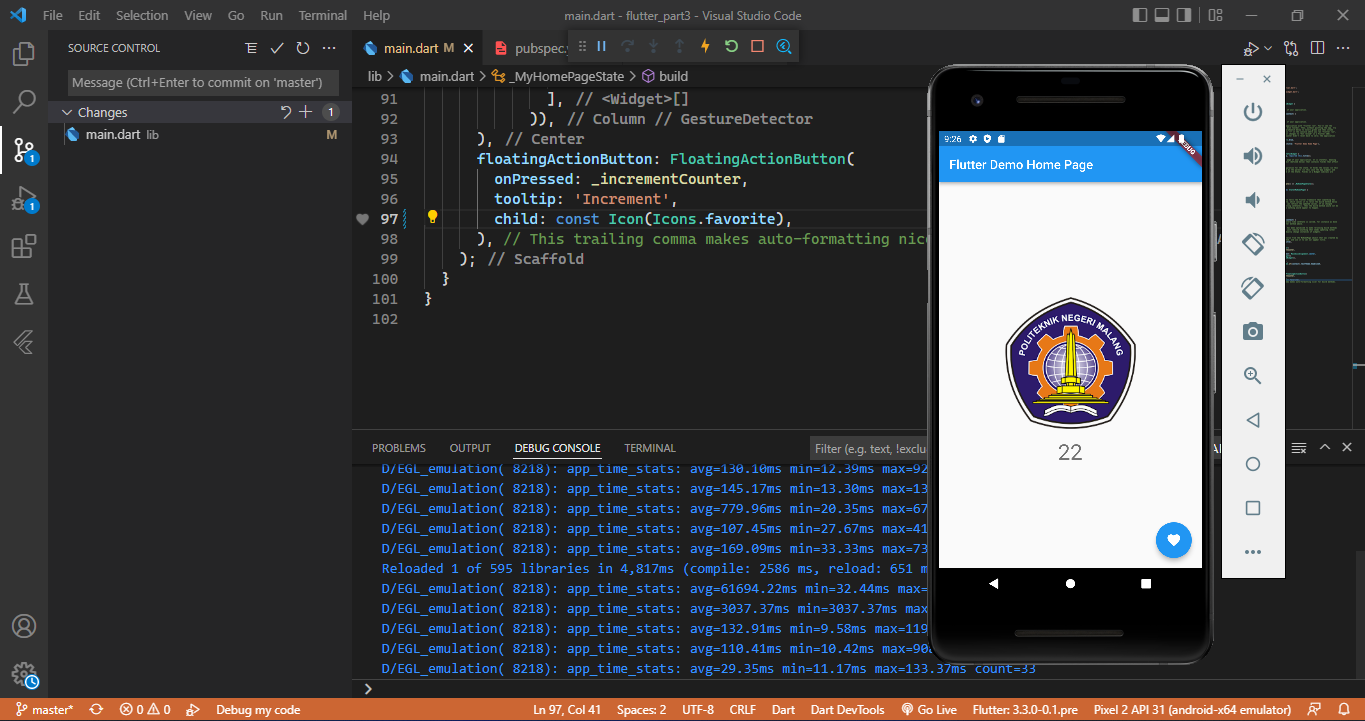 File Edit Selection View Go Run Terminal Help
main.dart - flutter_part3 - Visual Studio Code
SOURCE CONTROL
Message (Ctrl+Enter to commit on 'master')
Changes 1
main.dart lib M
1
1
main.dart M
pubspec.
lib > main.dart > _MyHomePageState > build
91 ], // <Widget>[]
92 )), // Column // GestureDetector
93 ), // Center
94 floatingActionButton: FloatingActionButton(
95 onPressed: _incrementCounter,
96 tooltip: 'Increment',
97 child: const Icon(Icons.favorite),
98 ), // This trailing comma makes auto-formatting nic
99 ); // Scaffold
100 }
101 }
102
PROBLEMS OUTPUT DEBUG CONSOLE TERMINAL
Filter (e.g. text, !exclu
D/EGL_emulation( 8218): app_time_stats: avg=130.10ms min=12.39ms max=92
D/EGL_emulation( 8218): app_time_stats: avg=145.17ms min=13.30ms max=13
D/EGL_emulation( 8218): app_time_stats: avg=779.96ms min=20.35ms max=67
D/EGL_emulation( 8218): app_time_stats: avg=107.45ms min=27.67ms max=41
D/EGL_emulation( 8218): app_time_stats: avg=169.09ms min=33.33ms max=73
Reloaded 1 of 595 libraries in 4,817ms (compile: 2586 ms, reload: 651 m
D/EGL_emulation( 8218): app_time_stats: avg=61694.22ms min=32.44ms max=
D/EGL_emulation( 8218): app_time_stats: avg=3037.37ms min=3037.37ms max
D/EGL_emulation( 8218): app_time_stats: avg=132.91ms min=9.58ms max=119
D/EGL_emulation( 8218): app_time_stats: avg=110.41ms min=10.42ms max=90
D/EGL_emulation( 8218): app_time_stats: avg=29.35ms min=11.17ms max=133.37ms count=33
9:26
DEBUG
Flutter Demo Home Page
POLITEKNIK NEGERI MALANG
22
master* 0 0 Debug my code Ln 97, Col 41 Spaces: 2 UTF-8 CRLF Dart Dart DevTools Go Live Flutter: 3.3.0-0.1.pre Pixel 2 API 31 (android-x64 emulator)